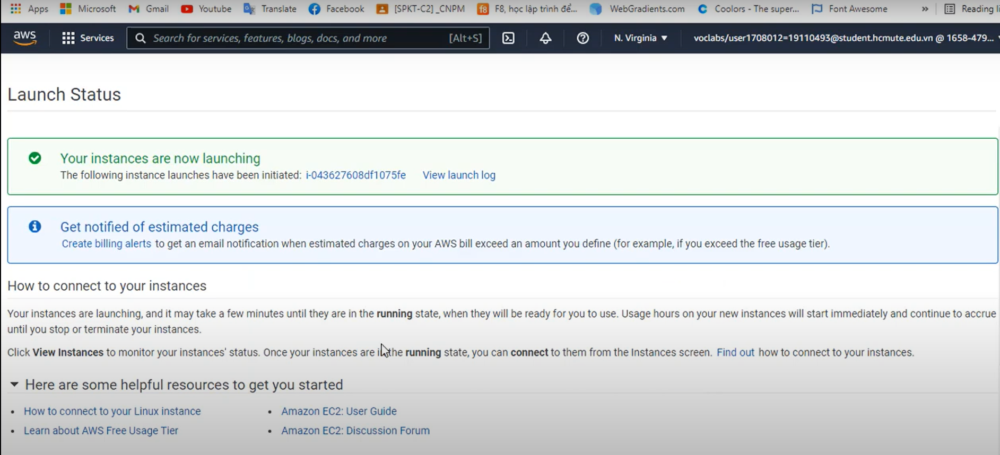 Apps Microsoft Gmail Youtube Translate Facebook [SPKT-C2] _CNPM F8, học lập trình để... WebGradients.com Coolors - The super... Font Awesome » Reading li
aws Services Search for services, features, blogs, docs, and more [Alt+S] N. Virginia voclabs/user1708012=19110493@student.hcmute.edu.vn @ 1658-479...
Launch Status
Your instances are now launching
The following instance launches have been initiated: i-043627608df1075fe View launch log
Get notified of estimated charges
Create billing alerts to get an email notification when estimated charges on your AWS bill exceed an amount you define (for example, if you exceed the free usage tier).
How to connect to your instances
Your instances are launching, and it may take a few minutes until they are in the running state, when they will be ready for you to use. Usage hours on your new instances will start immediately and continue to accrue
until you stop or terminate your instances.
Click View Instances to monitor your instances' status. Once your instances are in the running state, you can connect to them from the Instances screen. Find out how to connect to your instances.
Here are some helpful resources to get you started
• How to connect to your Linux instance
• Amazon EC2: User Guide
• Learn about AWS Free Usage Tier
• Amazon EC2: Discussion Forum